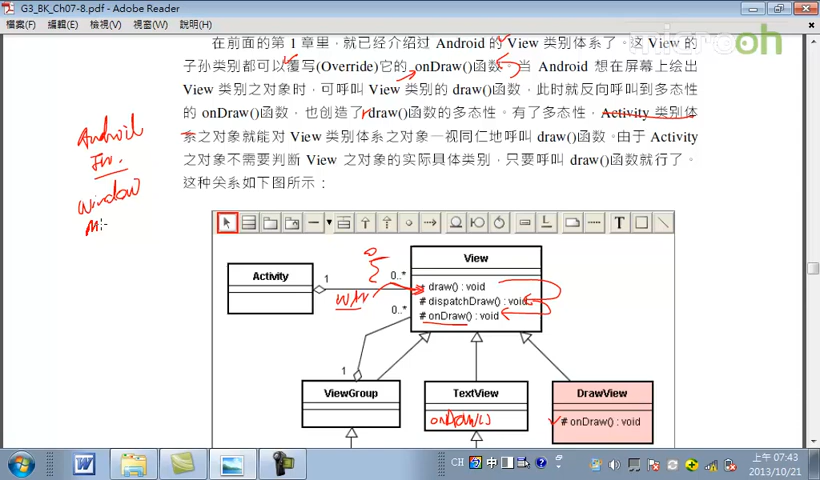 G3_BK_Ch07-8.pdf - Adobe Reader
檔案(F) 編輯(E) 檢視(V) 視窗(W) 說明(H)
microoh
在前面的第 1 章里，就已经介绍过 Android 的 View 类别体系了。这 View 的
子孙类别都可以覆写(Override)它的 onDraw()函数。当 Android 想在屏幕上绘出
View 类别之对象时，可呼叫 View 类别的 draw()函数，此时就反向呼叫到多态性
的 onDraw()函数，也创造了 draw()函数的多态性。有了多态性，Activity 类别体
系之对象就能对 View 类别体系之对象一视同仁地呼叫 draw()函数。由于 Activity
之对象不需要判断 View 之对象的实际具体类别，只要呼叫 draw()函数就行了。
这种关系如下图所示：
Android
Fw.
Window
M
T
Activity
1
0..*
View
draw() : void
# dispatchDraw() : void
# onDraw() : void
WM
0..*
1
ViewGroup
TextView
onDraw()
DrawView
# onDraw() : void
CH 中
上午 07:43
2013/10/21